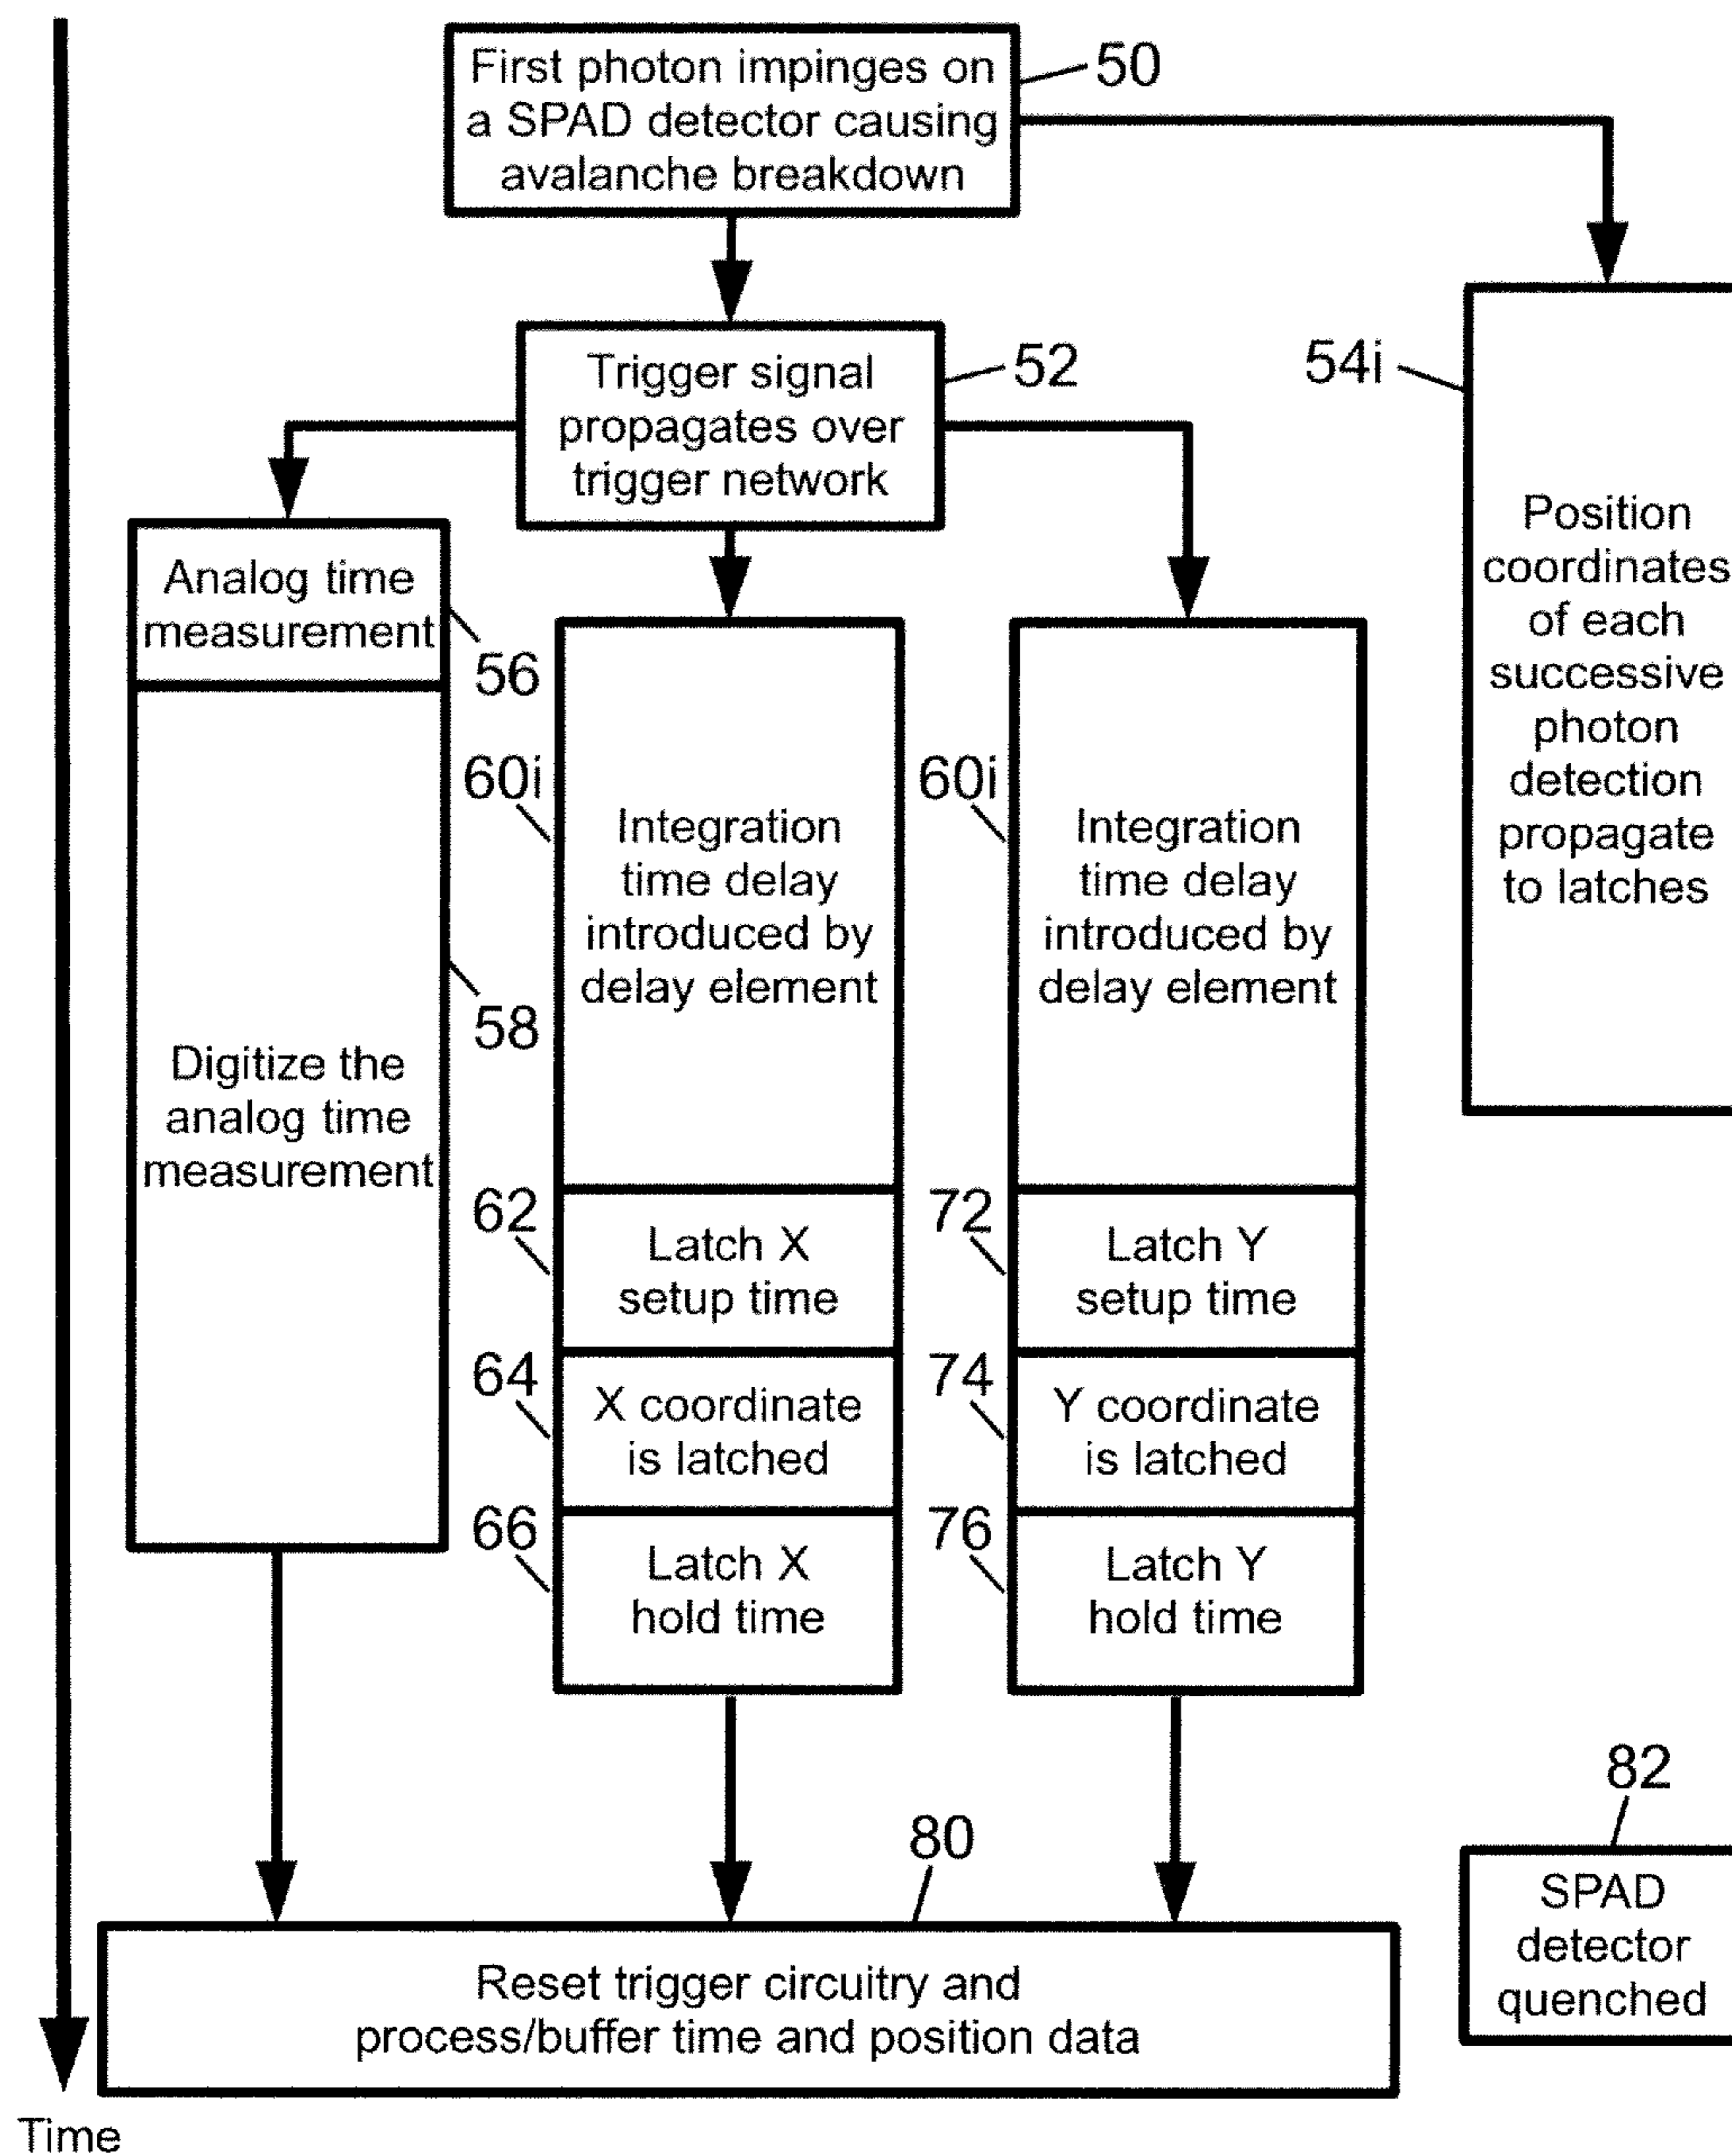 First photon impinges on
a SPAD detector causing
avalanche breakdown
50
Trigger signal
propagates over
trigger network
52
54i
Position
coordinates
of each
successive
photon
detection
propagate
to latches
Analog time
measurement
56
Digitize the
analog time
measurement
58
60i
Integration
time delay
introduced by
delay element
60i
Integration
time delay
introduced by
delay element
62
Latch X
setup time
72
Latch Y
setup time
64
X coordinate
is latched
74
Y coordinate
is latched
66
Latch X
hold time
76
Latch Y
hold time
80
Reset trigger circuitry and
process/buffer time and position data
82
SPAD
detector
quenched
Time